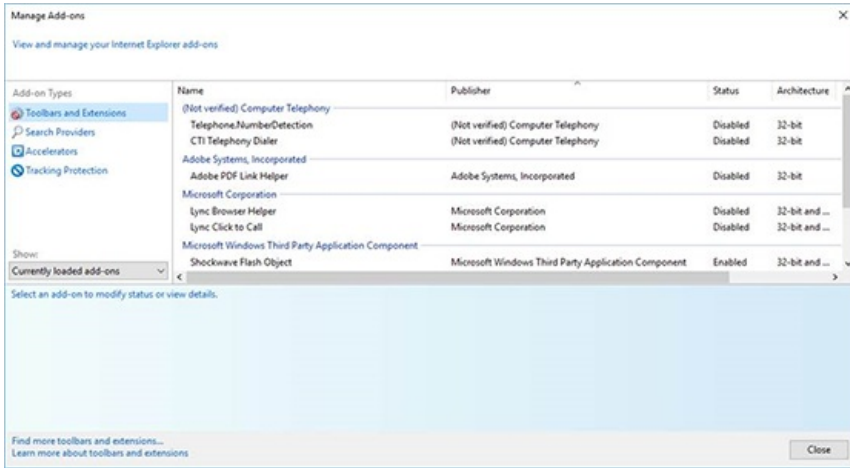 Manage Add-ons
View and manage your Internet Explorer add-ons
Add-on Types
Toolbars and Extensions
Search Providers
Accelerators
Tracking Protection
Show:
Currently loaded add-ons
Name Publisher Status Architecture
(Not verified) Computer Telephony
Telephone.NumberDetection (Not verified) Computer Telephony Disabled 32-bit
CTI Telephony Dialer (Not verified) Computer Telephony Disabled 32-bit
Adobe Systems, Incorporated
Adobe PDF Link Helper Adobe Systems, Incorporated Disabled 32-bit
Microsoft Corporation
Lync Browser Helper Microsoft Corporation Disabled 32-bit and ...
Lync Click to Call Microsoft Corporation Disabled 32-bit and ...
Microsoft Windows Third Party Application Component
Shockwave Flash Object Microsoft Windows Third Party Application Component Enabled 32-bit and ...
Select an add-on to modify status or view details.
Find more toolbars and extensions...
Learn more about toolbars and extensions
Close